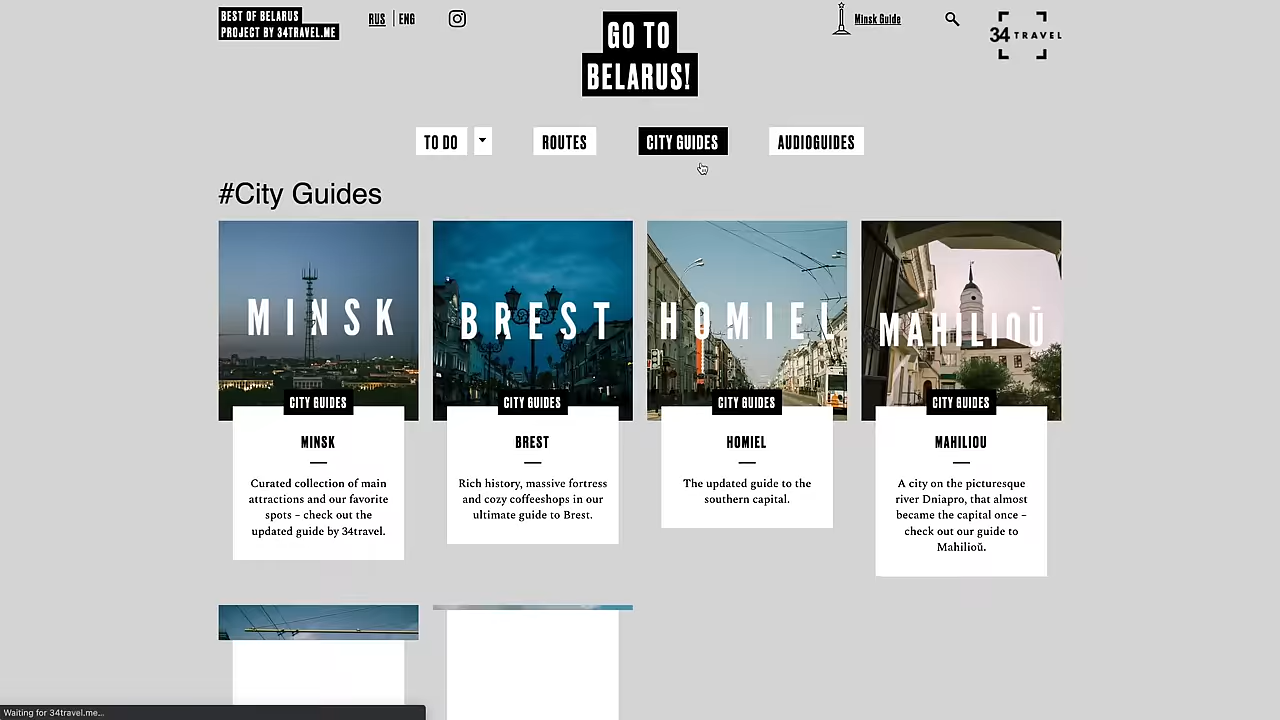 BEST OF BELARUS
PROJECT BY 34TRAVEL.ME
RUS
ENG
GO TO
BELARUS!
Minsk Guide
34 TRAVEL
TO DO
ROUTES
CITY GUIDES
AUDIOGUIDES
#City Guides
MINSK
CITY GUIDES
MINSK
Curated collection of main
attractions and our favorite
spots – check out the
updated guide by 34travel.
BREST
CITY GUIDES
BREST
Rich history, massive fortress
and cozy coffeeshops in our
ultimate guide to Brest.
HOMIEL
CITY GUIDES
HOMIEL
The updated guide to the
southern capital.
MAHILIOŬ
CITY GUIDES
MAHILIOU
A city on the picturesque
river Dniapro, that almost
became the capital once –
check out our guide to
Mahilioŭ.
Waiting for 34travel.me...